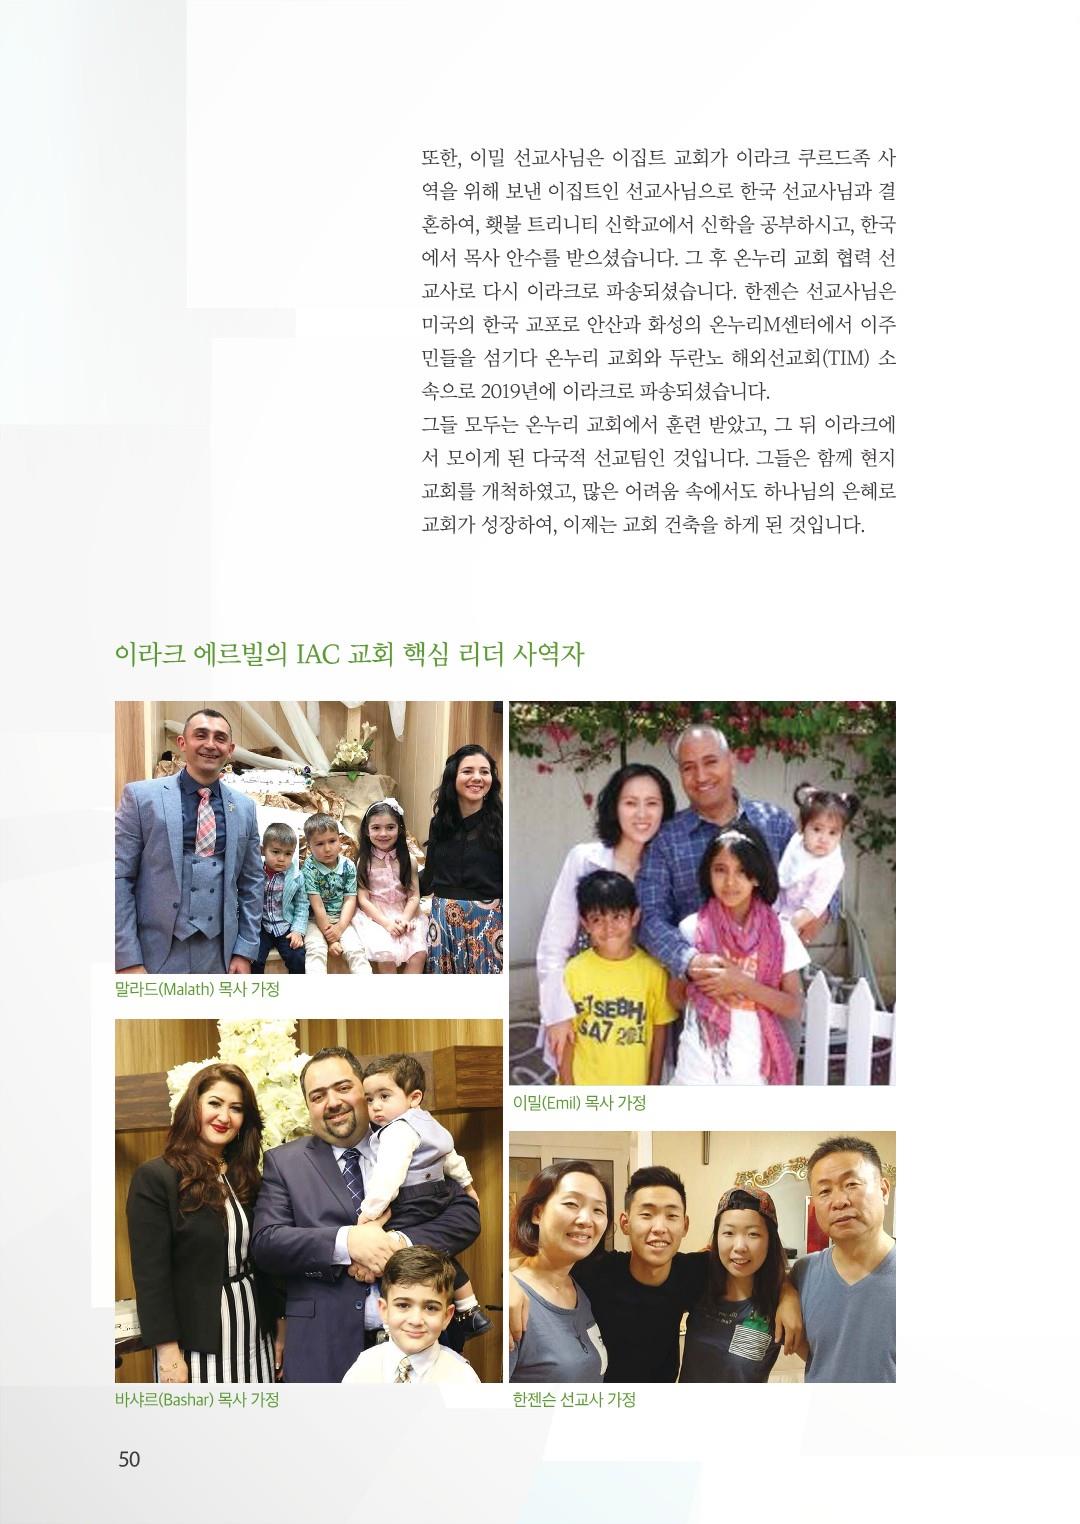 또한, 이밀 선교사님은 이집트 교회가 이라크 쿠르드족 사
역을 위해 보낸 이집트인 선교사님으로 한국 선교사님과 결
혼하여, 횃불 트리니티 신학교에서 신학을 공부하시고, 한국
에서 목사 안수를 받으셨습니다. 그 후 온누리 교회 협력 선
교사로 다시 이라크로 파송되셨습니다. 한젠슨 선교사님은
미국의 한국 교포로 안산과 화성의 온누리M센터에서 이주
민들을 섬기다 온누리 교회와 두란노 해외선교회(TIM) 소
속으로 2019년에 이라크로 파송되셨습니다.
그들 모두는 온누리 교회에서 훈련 받았고, 그 뒤 이라크에
서 모이게 된 다국적 선교팀인 것입니다. 그들은 함께 현지
교회를 개척하였고, 많은 어려움 속에서도 하나님의 은혜로
교회가 성장하여, 이제는 교회 건축을 하게 된 것입니다.
이라크 에르빌의 IAC 교회 핵심 리더 사역자
말라드(Malath) 목사 가정
SEBH
SA7 201
이밀(Emil) 목사 가정
바샤르(Bashar) 목사 가정
한젠슨 선교사 가정
50